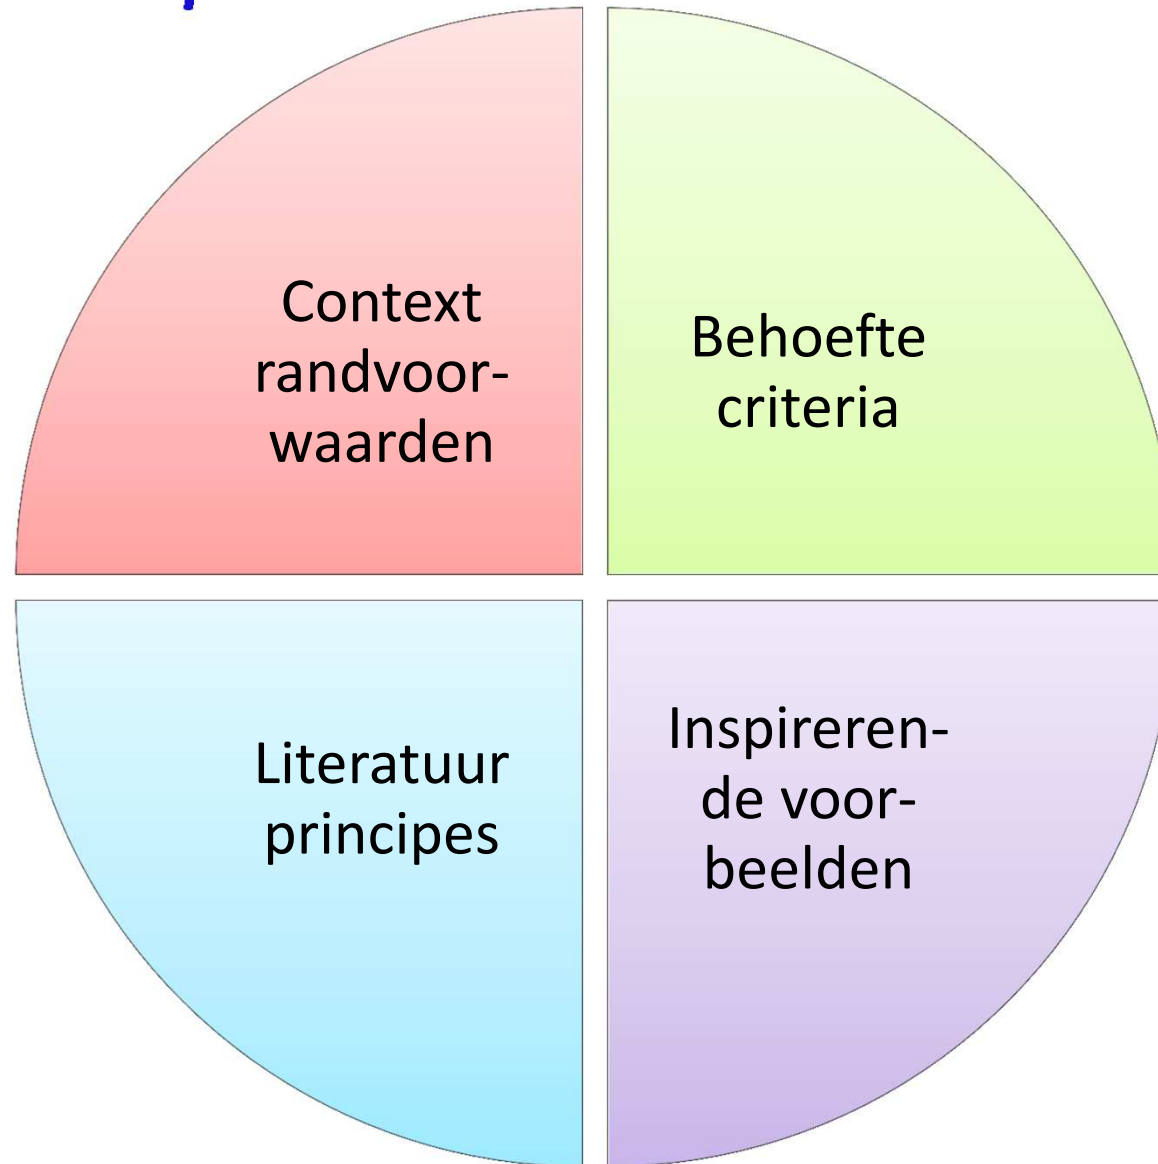 Context
randvoor-
waarden
Behoefte
criteria
Literatuur
principes
Inspireren-
de voor-
beelden